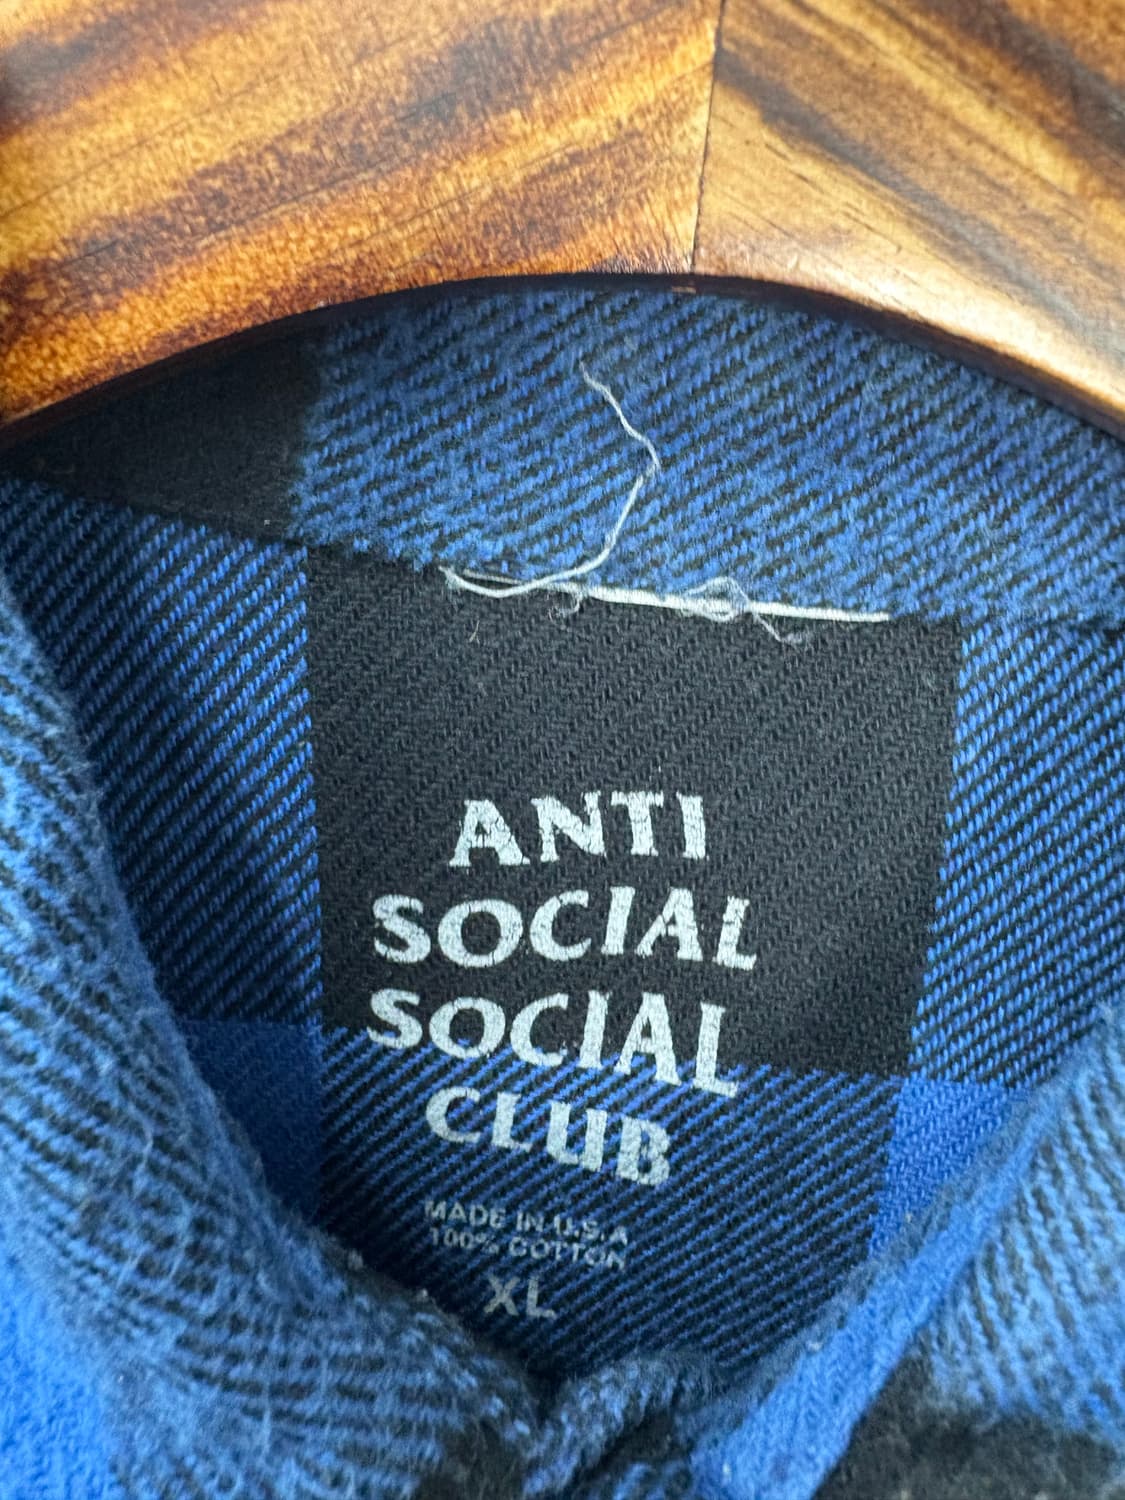 ANTI
SOCIAL
SOCIAL
CLUB
MADE IN U.S.A
100% COTTON
XL